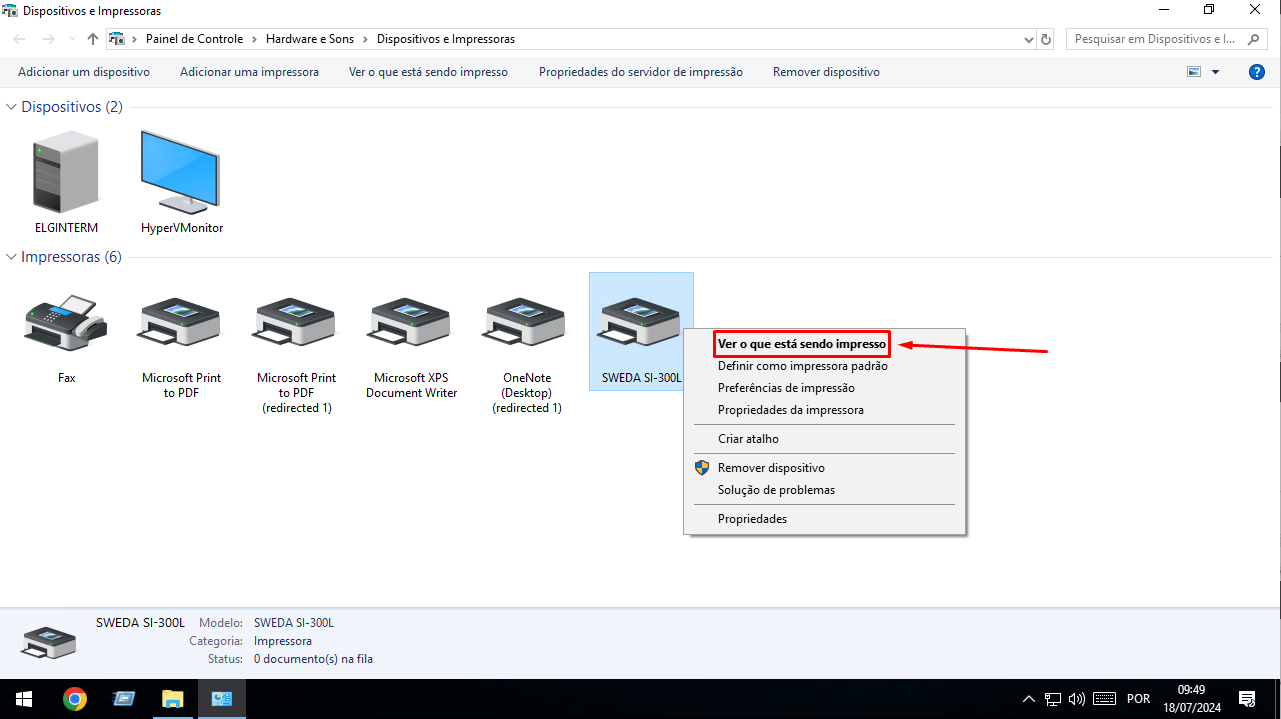 Dispositivos e Impressoras
Painel de Controle > Hardware e Sons > Dispositivos e Impressoras
Pesquisar em Dispositivos e I...
Adicionar um dispositivo Adicionar uma impressora Ver o que está sendo impresso Propriedades do servidor de impressão Remover dispositivo
?
Dispositivos (2)
ELGINTERM HyperVMonitor
Impressoras (6)
Fax
Microsoft Print
to PDF
Microsoft Print
to PDF
(redirected 1)
Microsoft XPS
Document Writer
OneNote
(Desktop)
(redirected 1)
SWEDA SI-300L
Ver o que está sendo impresso
Definir como impressora padrão
Preferências de impressão
Propriedades da impressora
Criar atalho
Remover dispositivo
Solução de problemas
Propriedades
SWEDA SI-300L Modelo: SWEDA SI-300L
Categoria: Impressora
Status: 0 documento(s) na fila
POR
09:49
18/07/2024